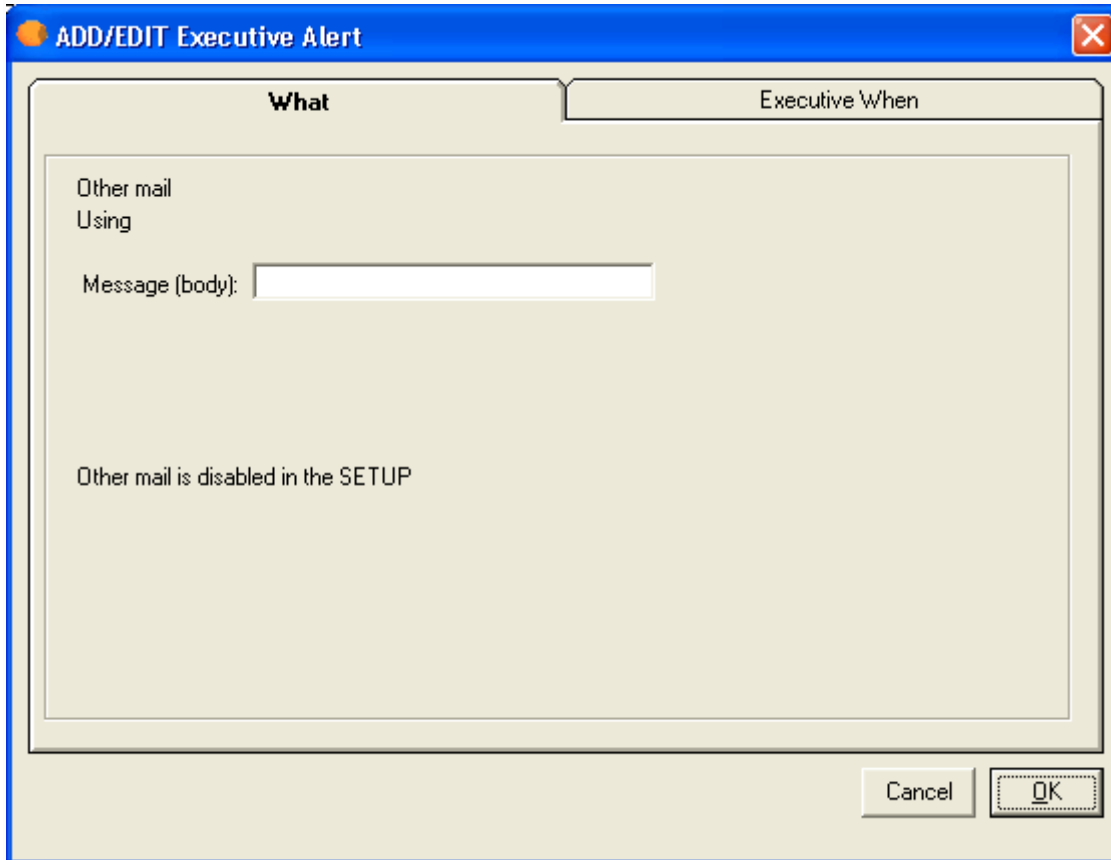 ADD/EDIT Executive Alert
What
Executive When
Other mail
Using
Message (body):
Other mail is disabled in the SETUP
Cancel
OK